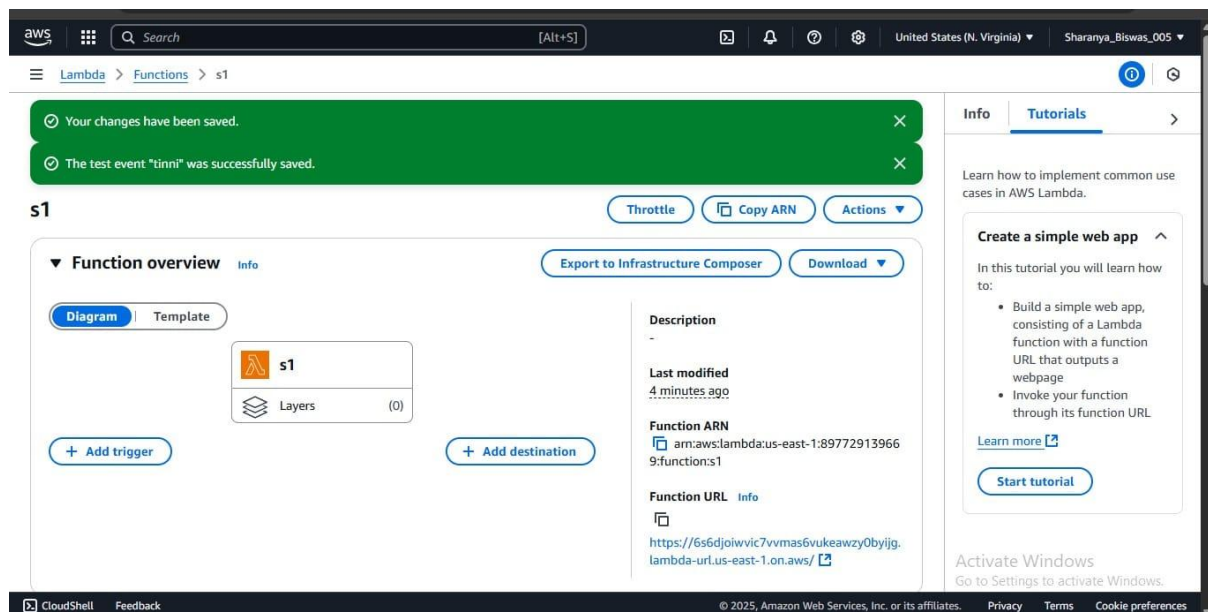 aws
Search [Alt+S]
United States (N. Virginia) ▼
Sharanya_Biswas_005 ▼
Lambda > Functions > s1
Your changes have been saved.
The test event "tinni" was successfully saved.
s1
Throttle
Copy ARN
Actions ▼
▼ Function overview Info
Export to Infrastructure Composer
Download ▼
Diagram
Template
s1
Layers (0)
+ Add trigger
+ Add destination
Description
-
Last modified
4 minutes ago
Function ARN
arn:aws:lambda:us-east-1:89772913966
9:function:s1
Function URL Info
https://6s6djoiwvic7vvmas6vukeawzy0byijg.
lambda-url.us-east-1.on.aws/
Info
Tutorials
Learn how to implement common use
cases in AWS Lambda.
Create a simple web app
In this tutorial you will learn how
to:
• Build a simple web app,
consisting of a Lambda
function with a function
URL that outputs a
webpage
• Invoke your function
through its function URL
Learn more
Start tutorial
Activate Windows
Go to Settings to activate Windows.
CloudShell
Feedback
© 2025, Amazon Web Services, Inc. or its affiliates.
Privacy
Terms
Cookie preferences